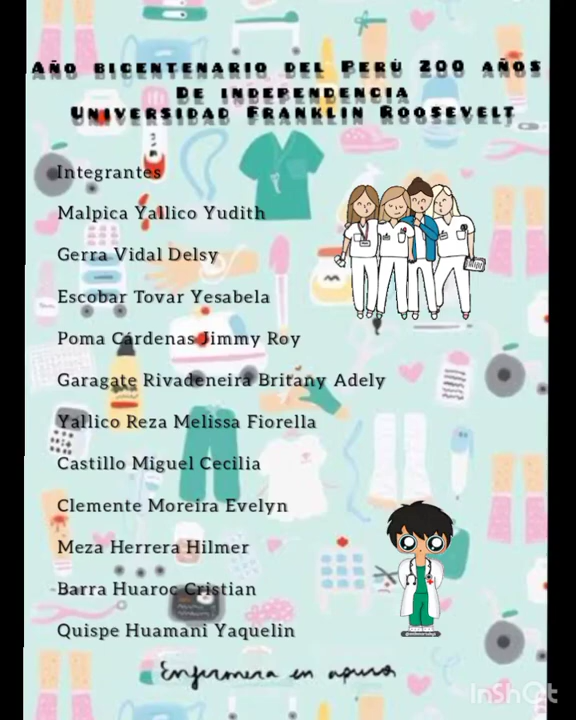 Año bicentenario del Perù 200 años
De independencia
Universidad Franklin Roosevelt
Integrantes
Malpica Yallico Yudith
Gerra Vidal Delsy
Escobar Tovar Yesabela
Poma Cárdenas Jimmy Roy
Garagate Rivadeneira Britany Adely
Yallico Reza Melissa Fiorella
Castillo Miguel Cecilia
Clemente Moreira Evelyn
Meza Herrera Hilmer
Barra Huaroc Cristian
Quispe Huamani Yaquelin
Enfermera en apuros
InShOt